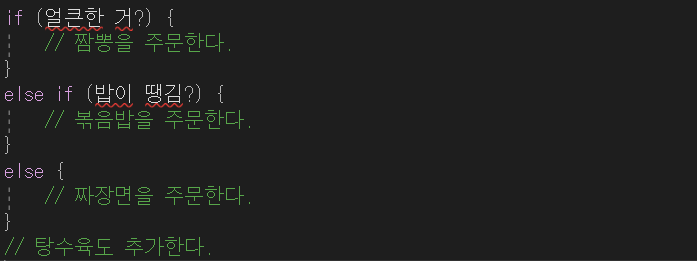 if (얼큰한 거?) {
// 짬뽕을 주문한다.
}
else if (밥이 땡김?) {
// 볶음밥을 주문한다.
}
else {
// 짜장면을 주문한다.
}
// 탕수육도 추가한다.